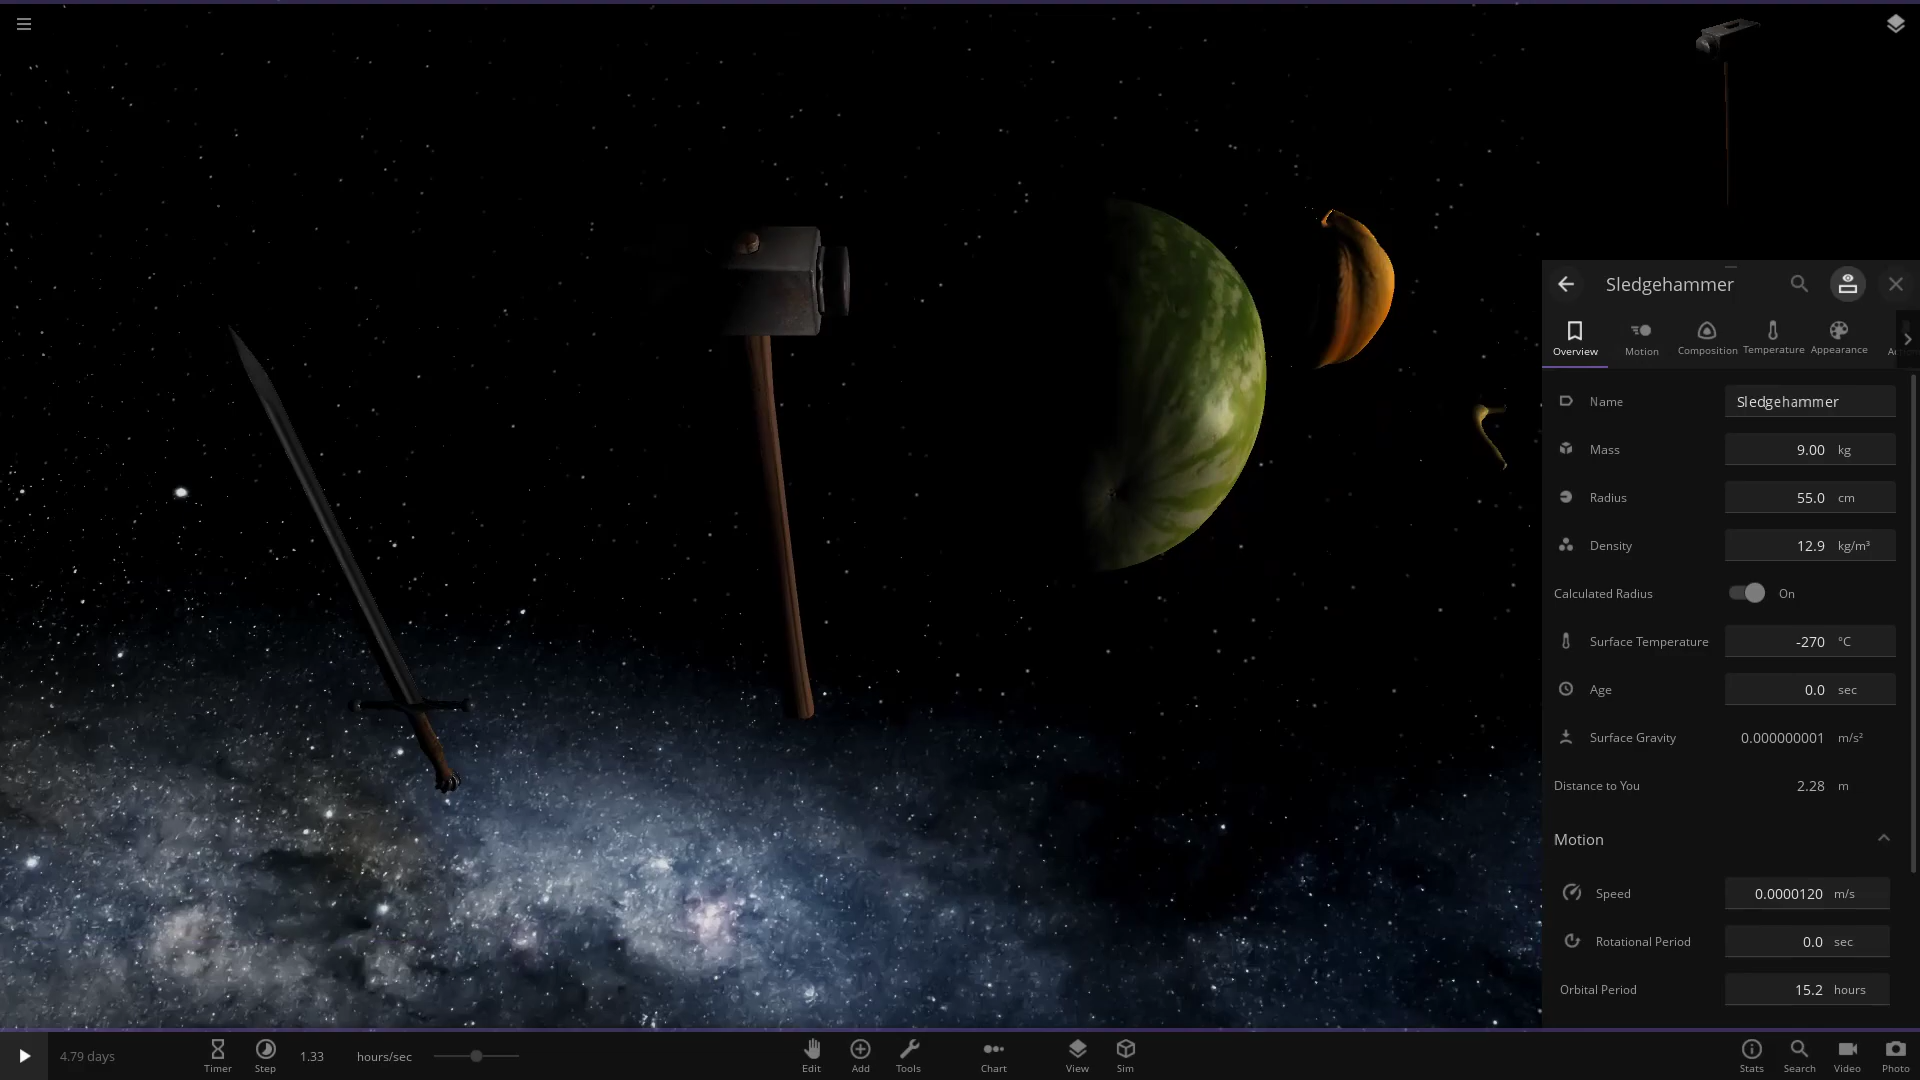 Sledgehammer
Overview
Motion
Composition
Temperature
Appearance
Name
Sledgehammer
Mass
9.00 kg
Radius
55.0 cm
Density
12.9 kg/m³
Calculated Radius
On
Surface Temperature
-270 °C
Age
0.0 sec
Surface Gravity
0.000000001 m/s²
Distance to You
2.28 m
Motion
Speed
0.0000120 m/s
Rotational Period
0.0 sec
Orbital Period
15.2 hours
4.79 days
Timer
Step
1.33 hours/sec
Edit
Add
Tools
Chart
View
Sim
Stats
Search
Video
Photo